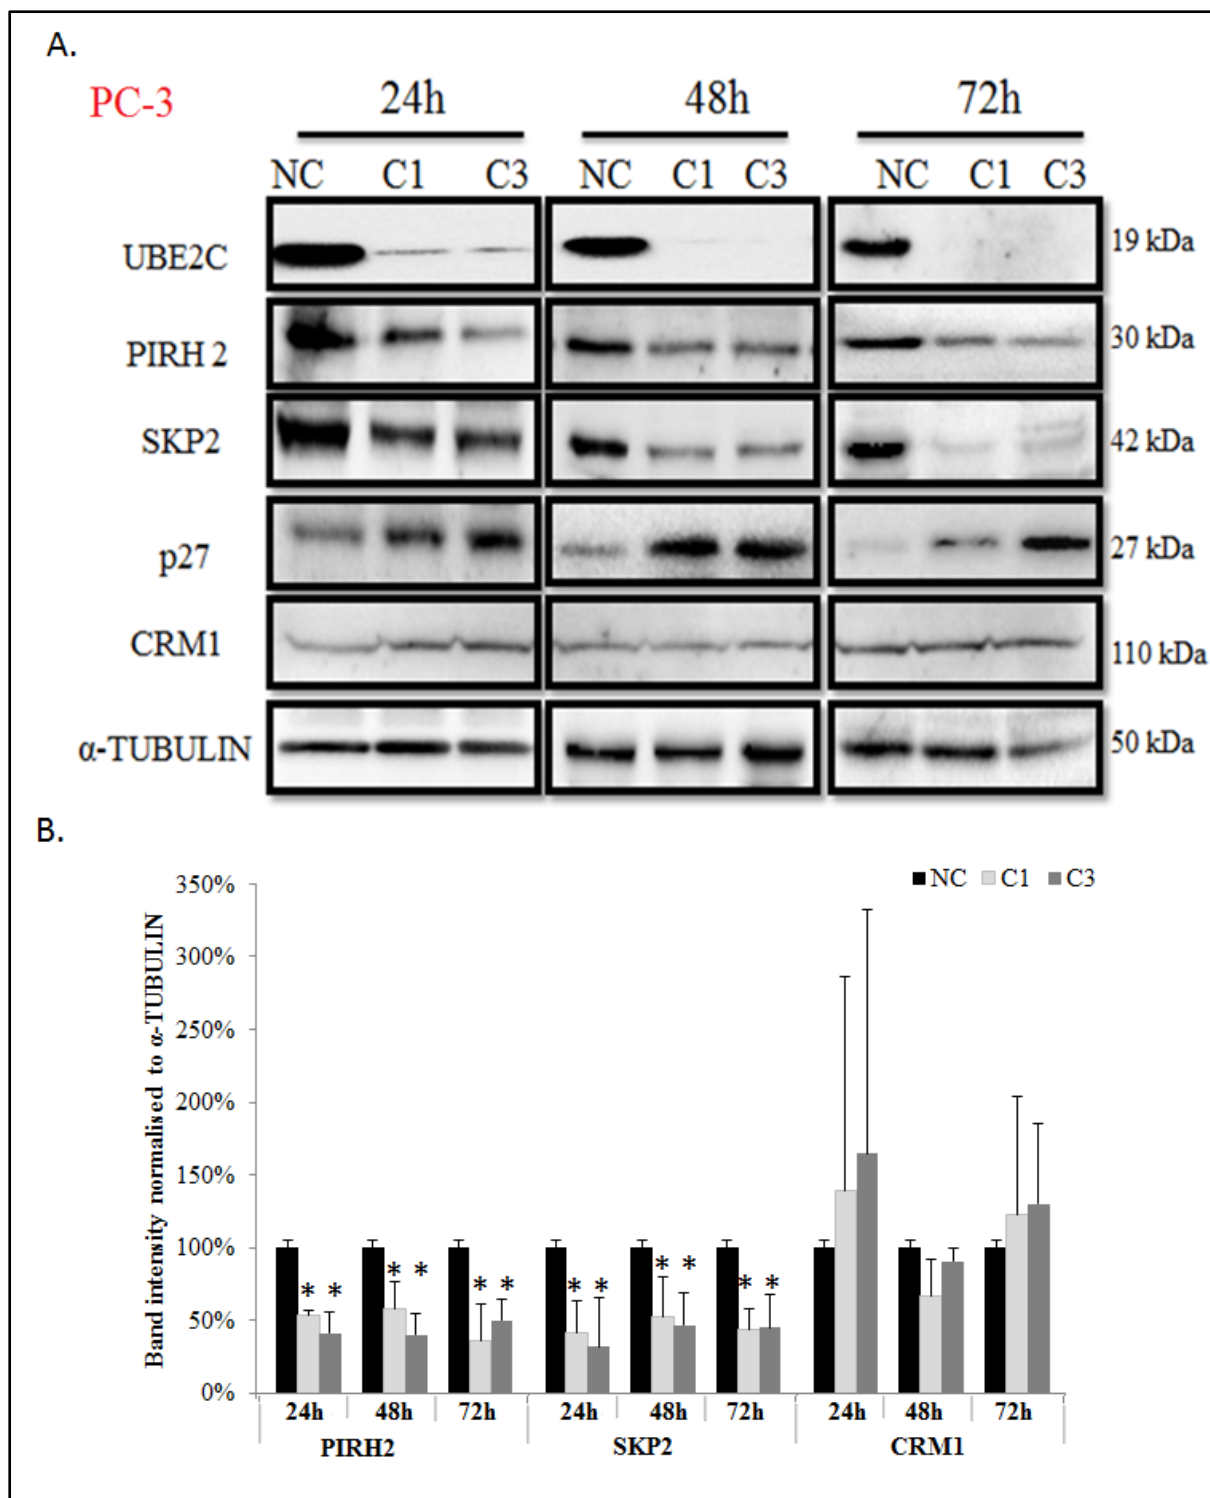 A.
PC-3 24h 48h 72h
NC C1 C3 NC C1 C3 NC C1 C3
UBE2C 19 kDa
PIRH 2 30 kDa
SKP2 42 kDa
p27 27 kDa
CRM1 110 kDa
α-TUBULIN 50 kDa
B.
NC C1 C3
Band intensity normalised to α-TUBULIN
350%
300%
250%
200%
150%
100%
50%
0%
* * * * * * * * * * * *
24h 48h 72h 24h 48h 72h 24h 48h 72h
PIRH2 SKP2 CRM1